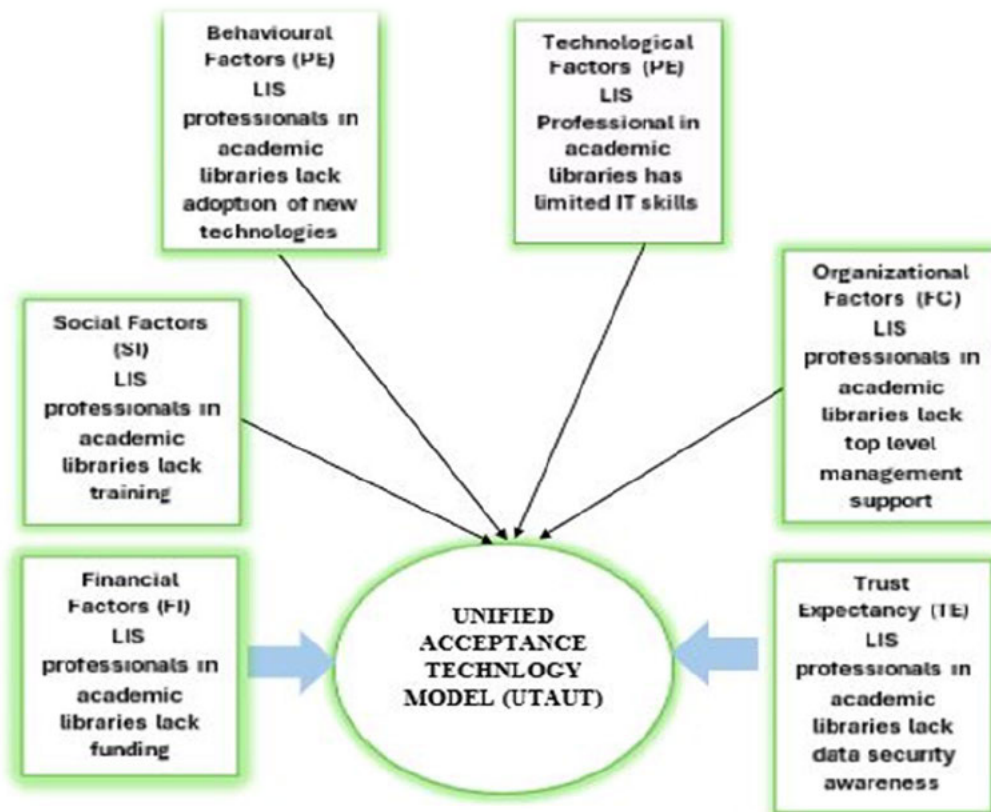 Behavioural
Factors (PE)
LIS
professionals in
academic
libraries lack
adoption of new
technologies
Technological
Factors (PE)
LIS
Professional in
academic
libraries has
limited IT skills
Social Factors
(SI)
LIS
professionals in
academic
libraries lack
training
Organizational
Factors (FC)
LIS
professionals in
academic
libraries lack
top level
management
support
Financial
Factors (FI)
LIS
professionals in
academic
libraries lack
funding
UNIFIED
ACCEPTANCE
TECHNLOGY
MODEL (UTAUT)
Trust
Expectancy (TE)
LIS
professionals in
academic
libraries lack
data security
awareness